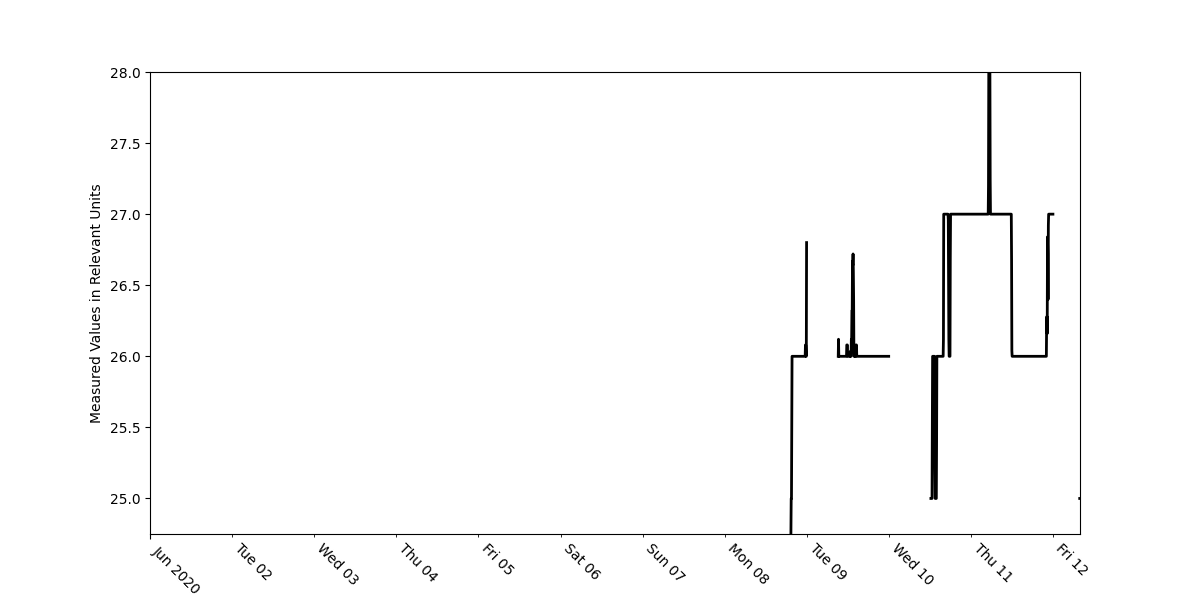 28.0
27.5
27.0
26.5
26.0
25.5
25.0
Measured Values in Relevant Units
Jun 2020
Tue 02
Wed 03
Thu 04
Fri 05
Sat 06
Sun 07
Mon 08
Tue 09
Wed 10
Thu 11
Fri 12